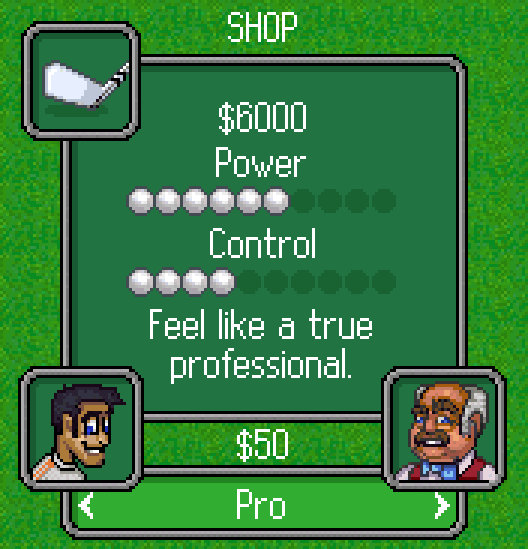 SHOP
$6000
Power
Control
Feel like a true
professional.
$50
Pro